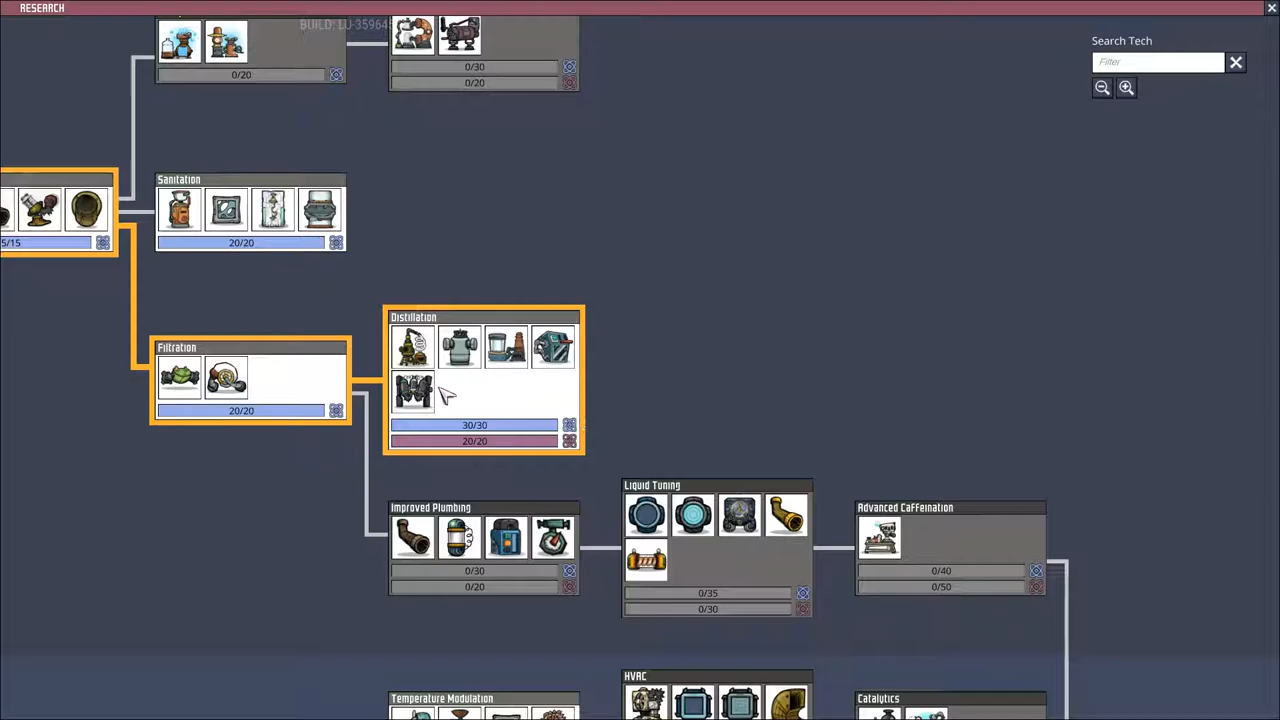 RESEARCH
BUILD: LU-35964
Search Tech
Filter
0/20
0/30
0/20
Sanitation
5/15
20/20
Distillation
Filtration
20/20
30/30
20/20
Liquid Tuning
Improved Plumbing
Advanced Caffeination
0/30
0/20
0/35
0/30
0/40
0/50
HVAC
Temperature Modulation
Catalytics